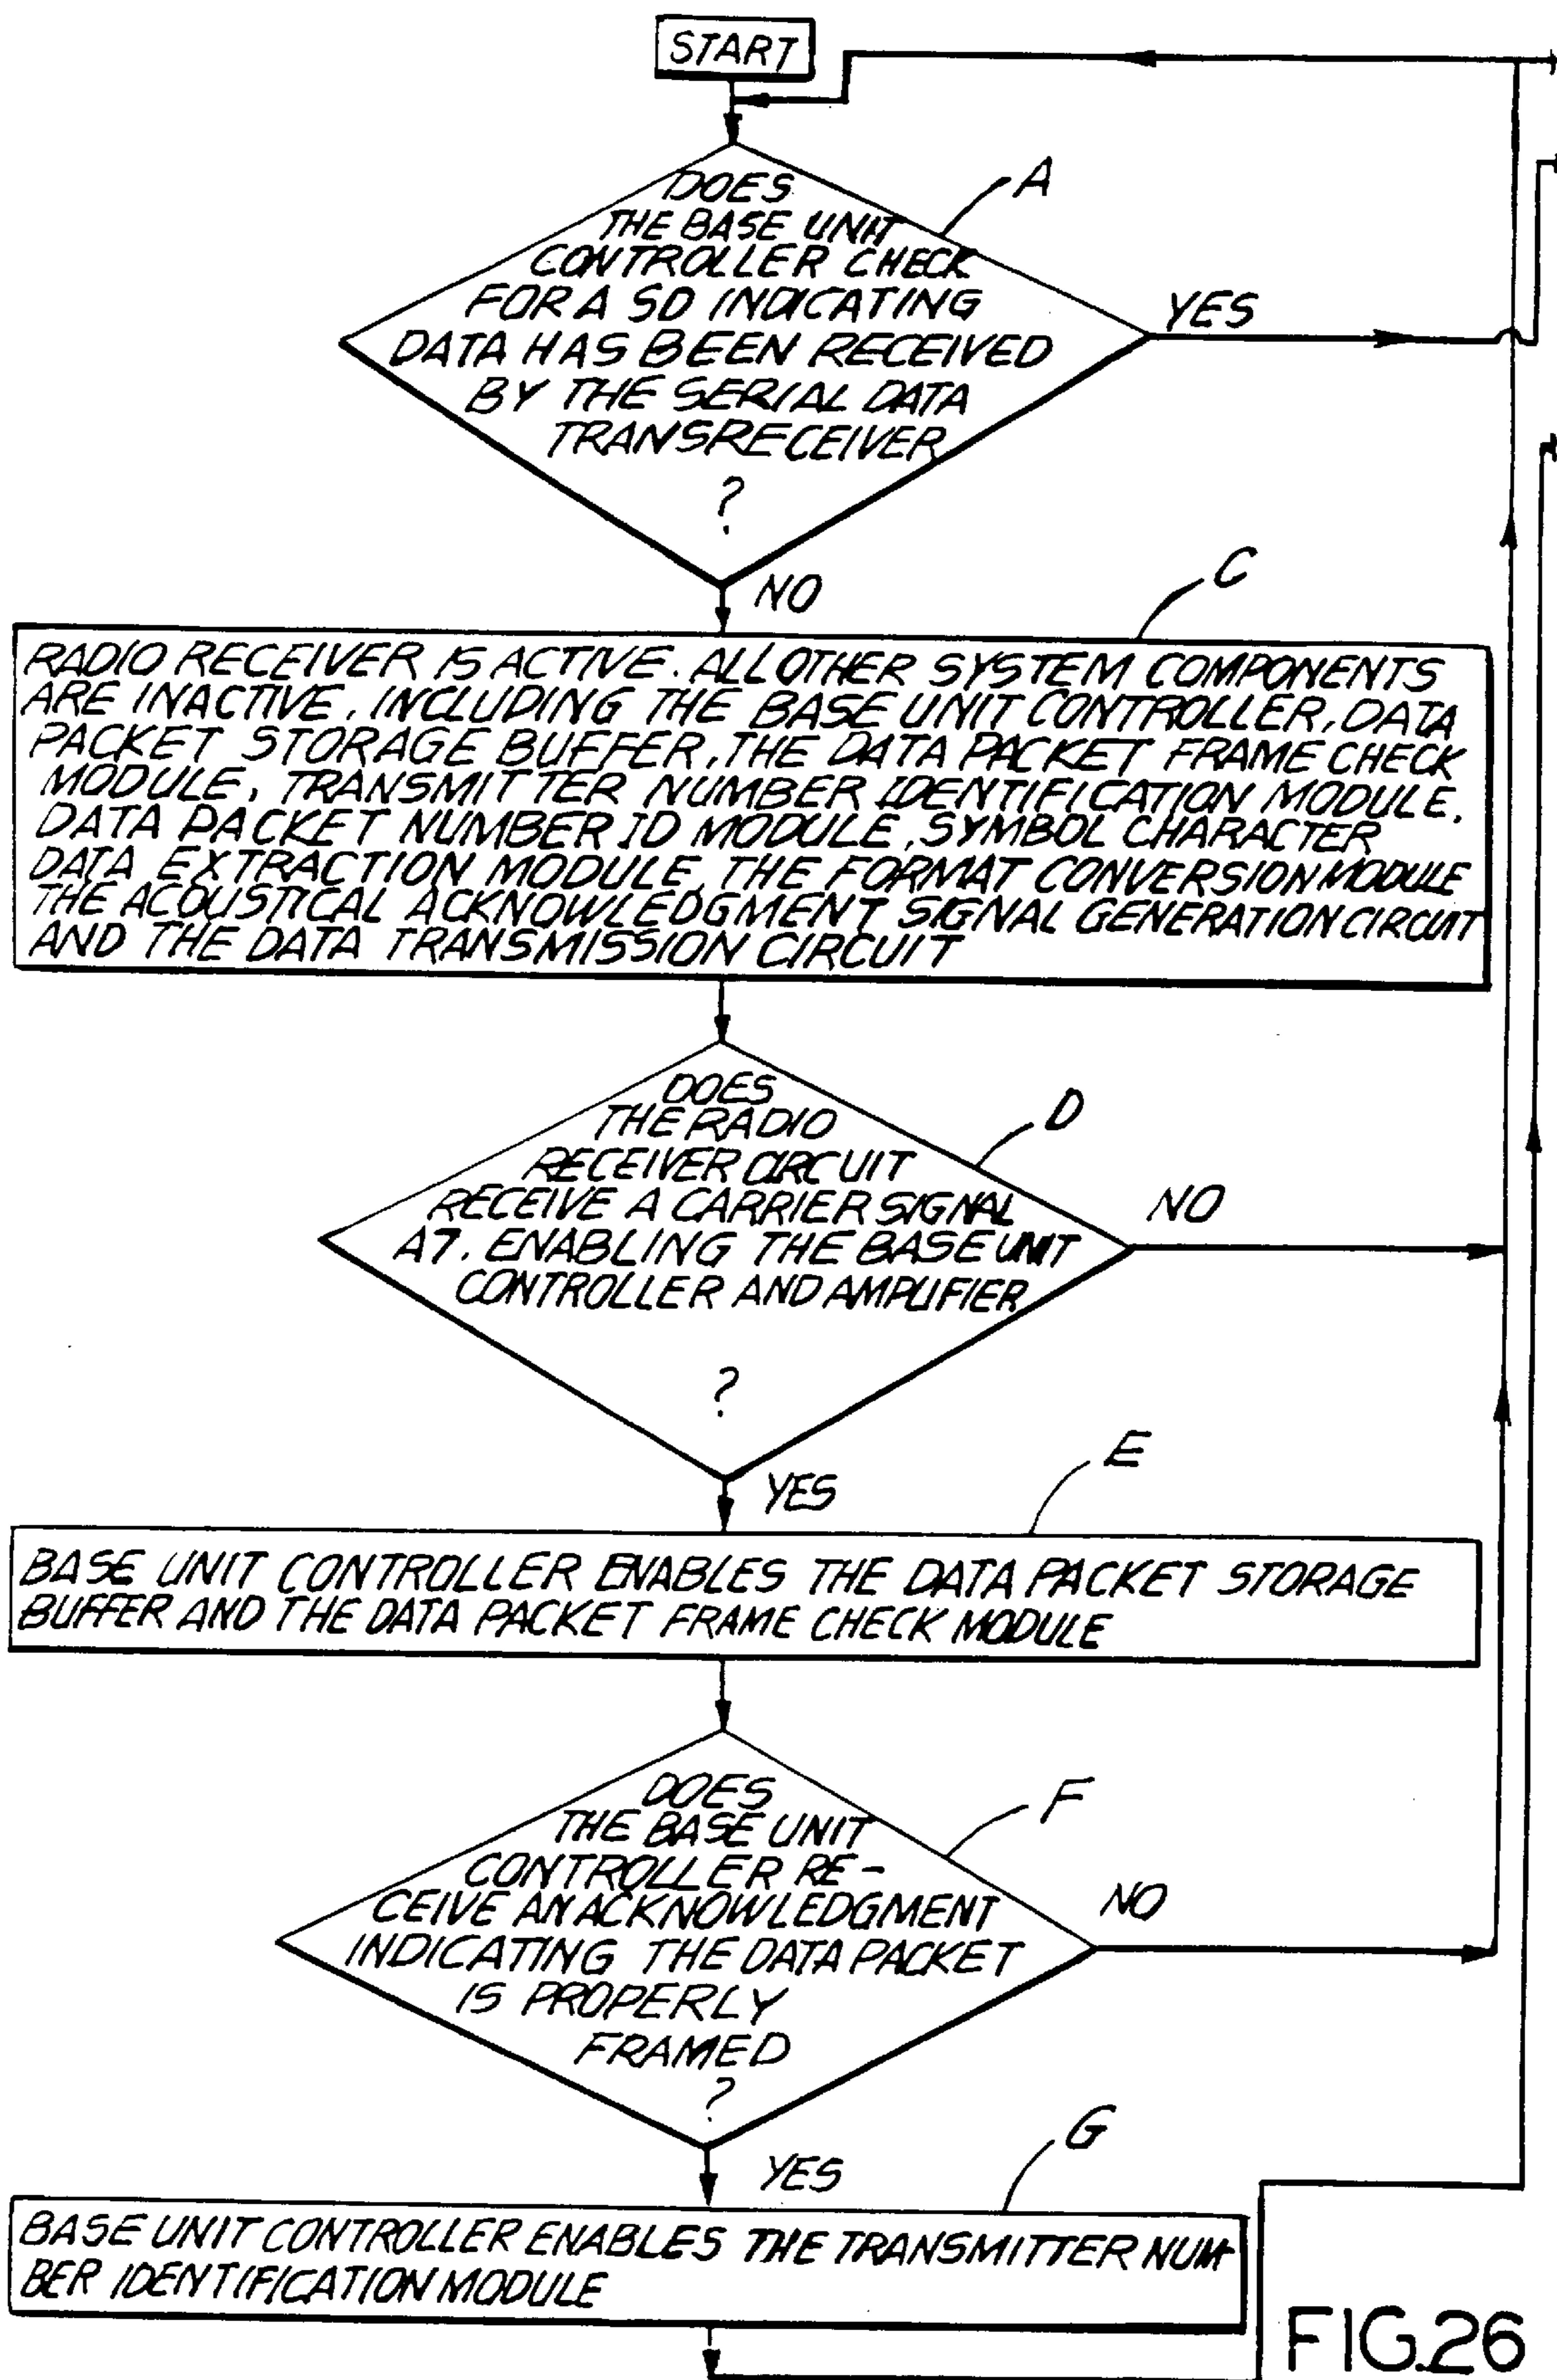 START
A
DOES
THE BASE UNIT
CONTROLLER CHECK
FOR A SD INDICATING
DATA HAS BEEN RECEIVED
BY THE SERIAL DATA
TRANSRECEIVER
?
YES
NO
C
RADIO RECEIVER IS ACTIVE. ALL OTHER SYSTEM COMPONENTS
ARE INACTIVE, INCLUDING THE BASE UNIT CONTROLLER, DATA
PACKET STORAGE BUFFER, THE DATA PACKET FRAME CHECK
MODULE, TRANSMITTER NUMBER IDENTIFICATION MODULE,
DATA PACKET NUMBER ID MODULE, SYMBOL CHARACTER
DATA EXTRACTION MODULE, THE FORMAT CONVERSION MODULE
THE ACOUSTICAL ACKNOWLEDGMENT SIGNAL GENERATION CIRCUIT
AND THE DATA TRANSMISSION CIRCUIT
D
DOES
THE RADIO
RECEIVER CIRCUIT
RECEIVE A CARRIER SIGNAL
A7. ENABLING THE BASE UNIT
CONTROLLER AND AMPLIFIER
?
NO
YES
E
BASE UNIT CONTROLLER ENABLES THE DATA PACKET STORAGE
BUFFER AND THE DATA PACKET FRAME CHECK MODULE
F
DOES
THE BASE UNIT
CONTROLLER RE-
CEIVE AN ACKNOWLEDGMENT
INDICATING THE DATA PACKET
IS PROPERLY
FRAMED
?
NO
YES
G
BASE UNIT CONTROLLER ENABLES THE TRANSMITTER NUM-
BER IDENTIFICATION MODULE
FIG.26